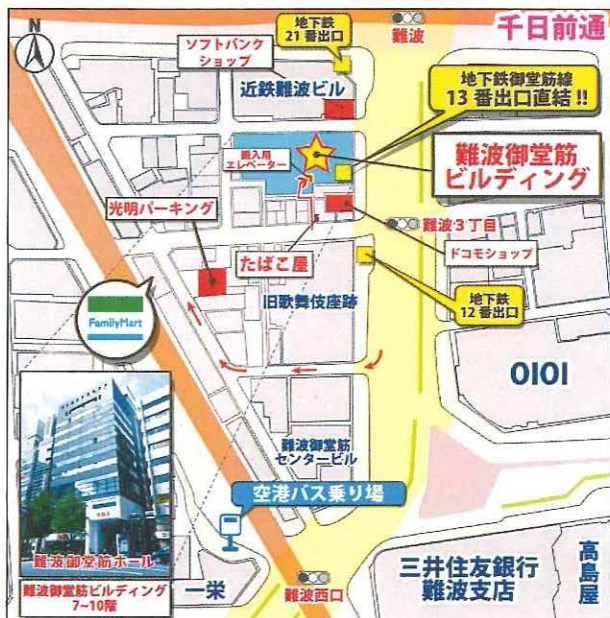 千日前通
難波
地下鉄
21番出口
N
ソフトバンク
ショップ
近鉄難波ビル
地下鉄御堂筋線
13番出口直結!!
搬入用
エレベーター
難波御堂筋
ビルディング
光明パーキング
難波3丁目
ドコモショップ
たばこ屋
旧歌舞伎座跡
地下鉄
12番出口
FamilyMart
OIOI
難波御堂筋
センタービル
空港バス乗り場
難波御堂筋ホール
難波御堂筋ビルディング
7~10階
一栄
難波西口
三井住友銀行
難波支店
高島屋